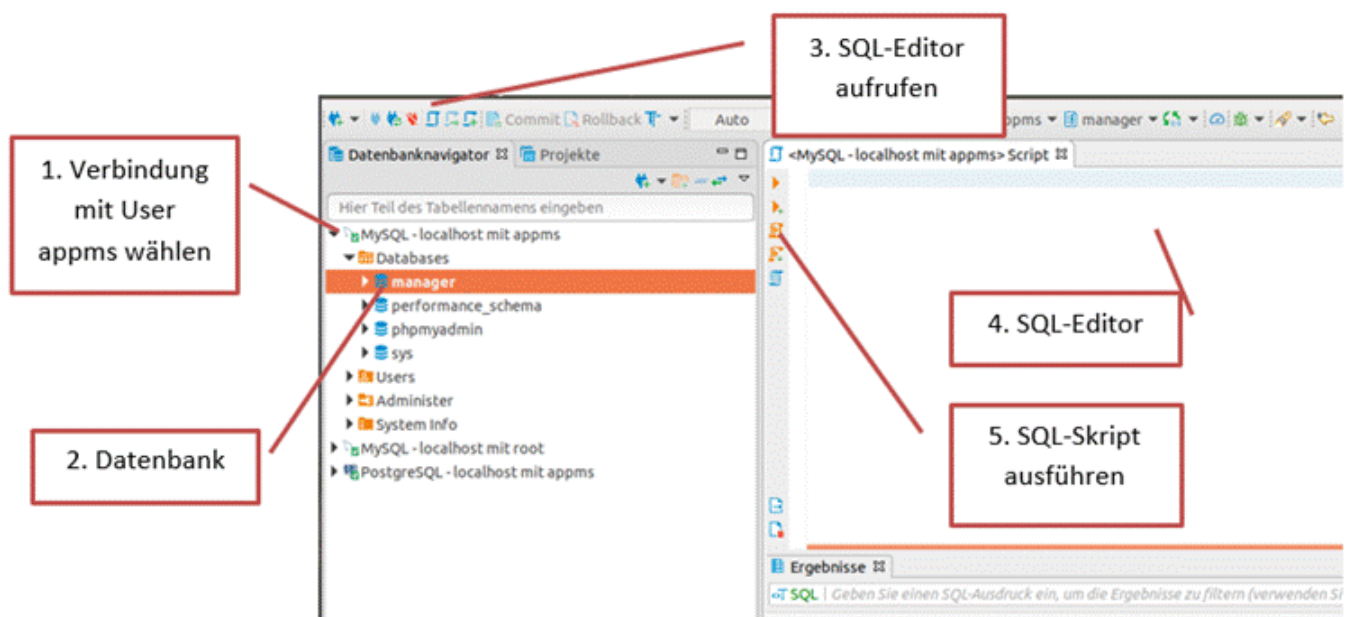 3. SQL-Editor
aufrufen
Commit Rollback Auto
manager
1. Verbindung
mit User
appms wählen
Datenbanknavigator Projekte
<MySQL - localhost mit appms> Script
Hier Teil des Tabellennamens eingeben
MySQL - localhost mit appms
Databases
manager
performance_schema
phpmyadmin
sys
Users
Administer
System Info
MySQL - localhost mit root
PostgreSQL - localhost mit appms
2. Datenbank
4. SQL-Editor
5. SQL-Skript
ausführen
Ergebnisse
SQL Geben Sie einen SQL-Ausdruck ein, um die Ergebnisse zu filtern (verwenden Si